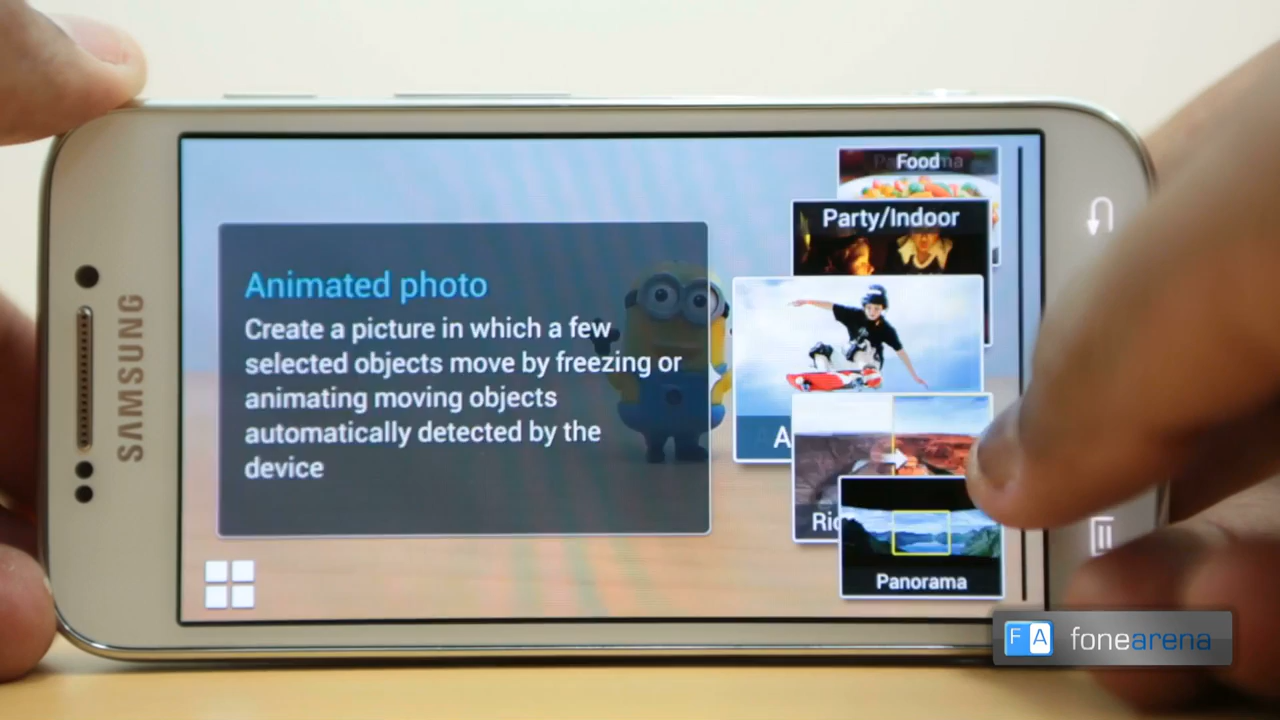 SAMSUNG
Animated photo
Create a picture in which a few
selected objects move by freezing or
animating moving objects
automatically detected by the
device
Food
Party/Indoor
A
Ric
Panorama
FA fonearena